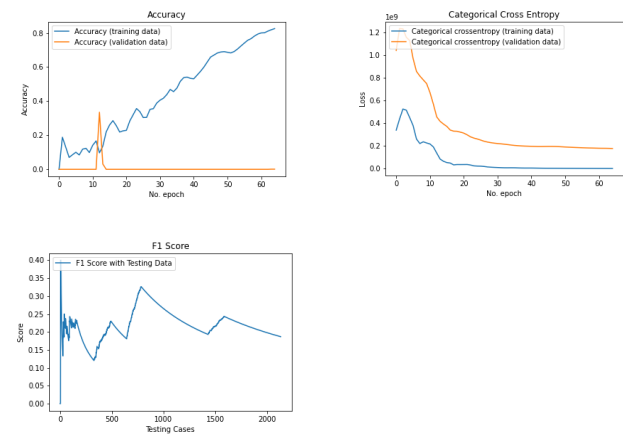 Accuracy
Accuracy (training data)
Accuracy (validation data)
0.8
0.6
0.4
0.2
0.0
Accuracy
0 10 20 30 40 50 60
No. epoch
Categorical Cross Entropy
1e9
Categorical crossentropy (training data)
Categorical crossentropy (validation data)
1.2
1.0
0.8
0.6
0.4
0.2
0.0
Loss
0 10 20 30 40 50 60
No. epoch
F1 Score
F1 Score with Testing Data
0.40
0.35
0.30
0.25
0.20
0.15
0.10
0.05
0.00
Score
0 500 1000 1500 2000
Testing Cases